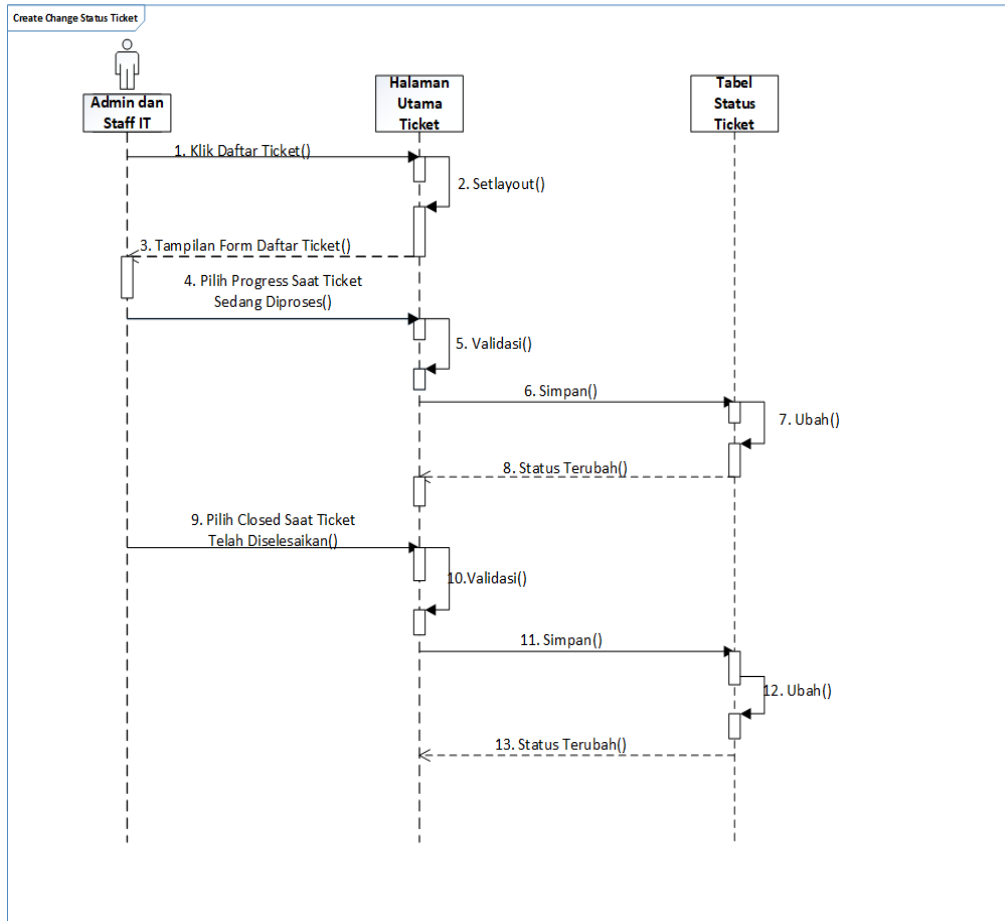 Create Change Status Ticket
Admin dan
Staff IT
Halaman
Utama
Ticket
Tabel
Status
Ticket
1. Klik Daftar Ticket()
2. Setlayout()
3. Tampilan Form Daftar Ticket()
4. Pilih Progress Saat Ticket
Sedang Diproses()
5. Validasi()
6. Simpan()
7. Ubah()
8. Status Terubah()
9. Pilih Closed Saat Ticket
Telah Diselesaikan()
10.Validasi()
11. Simpan()
12. Ubah()
13. Status Terubah()